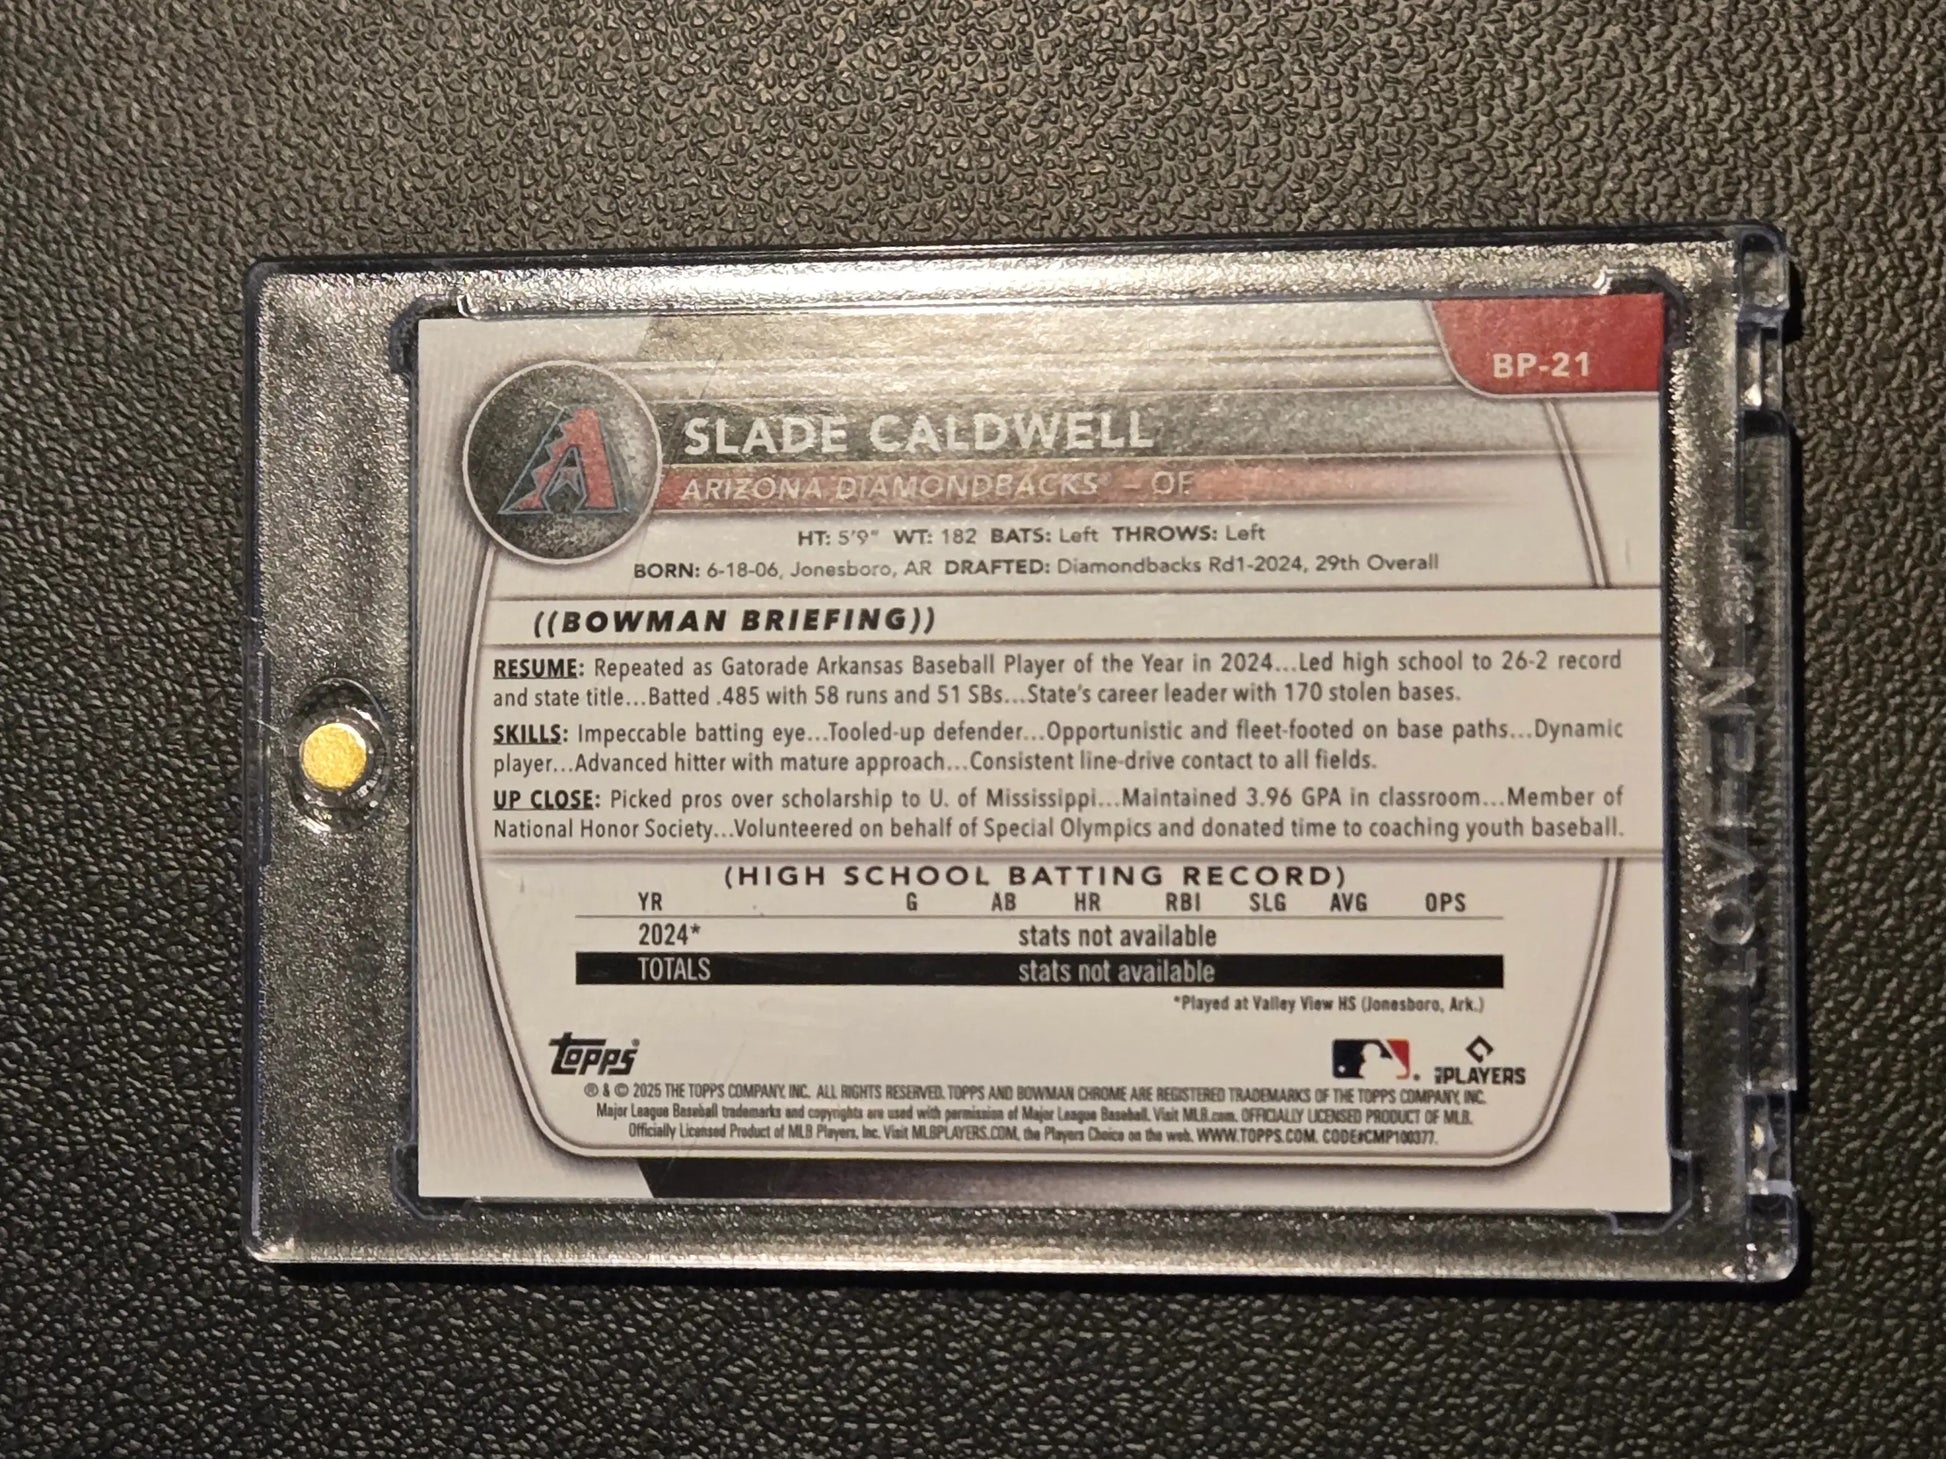 BP-21
SLADE CALDWELL
ARIZONA DIAMONDBACKS® – OF
HT: 5'9" WT: 182 BATS: Left THROWS: Left
BORN: 6-18-06, Jonesboro, AR DRAFTED: Diamondbacks Rd1-2024, 29th Overall
((BOWMAN BRIEFING))
RESUME: Repeated as Gatorade Arkansas Baseball Player of the Year in 2024...Led high school to 26-2 record
and state title...Batted .485 with 58 runs and 51 SBs...State's career leader with 170 stolen bases.
SKILLS: Impeccable batting eye...Tooled-up defender...Opportunistic and fleet-footed on base paths...Dynamic
player...Advanced hitter with mature approach...Consistent line-drive contact to all fields.
UP CLOSE: Picked pros over scholarship to U. of Mississippi...Maintained 3.96 GPA in classroom...Member of
National Honor Society...Volunteered on behalf of Special Olympics and donated time to coaching youth baseball.
(HIGH SCHOOL BATTING RECORD)
YR G AB HR RBI SLG AVG OPS
2024* stats not available
TOTALS stats not available
*Played at Valley View HS (Jonesboro, Ark.)
Topps®
PLAYERS
® & © 2025 THE TOPPS COMPANY, INC. ALL RIGHTS RESERVED. TOPPS AND BOWMAN CHROME ARE REGISTERED TRADEMARKS OF THE TOPPS COMPANY, INC.
Major League Baseball trademarks and copyrights are used with permission of Major League Baseball. Visit MLB.com. OFFICIALLY LICENSED PRODUCT OF MLB.
Officially Licensed Product of MLB Players, Inc. Visit MLBPLAYERS.COM, the Players Choice on the web. WWW.TOPPS.COM. CODE#CMP100377.